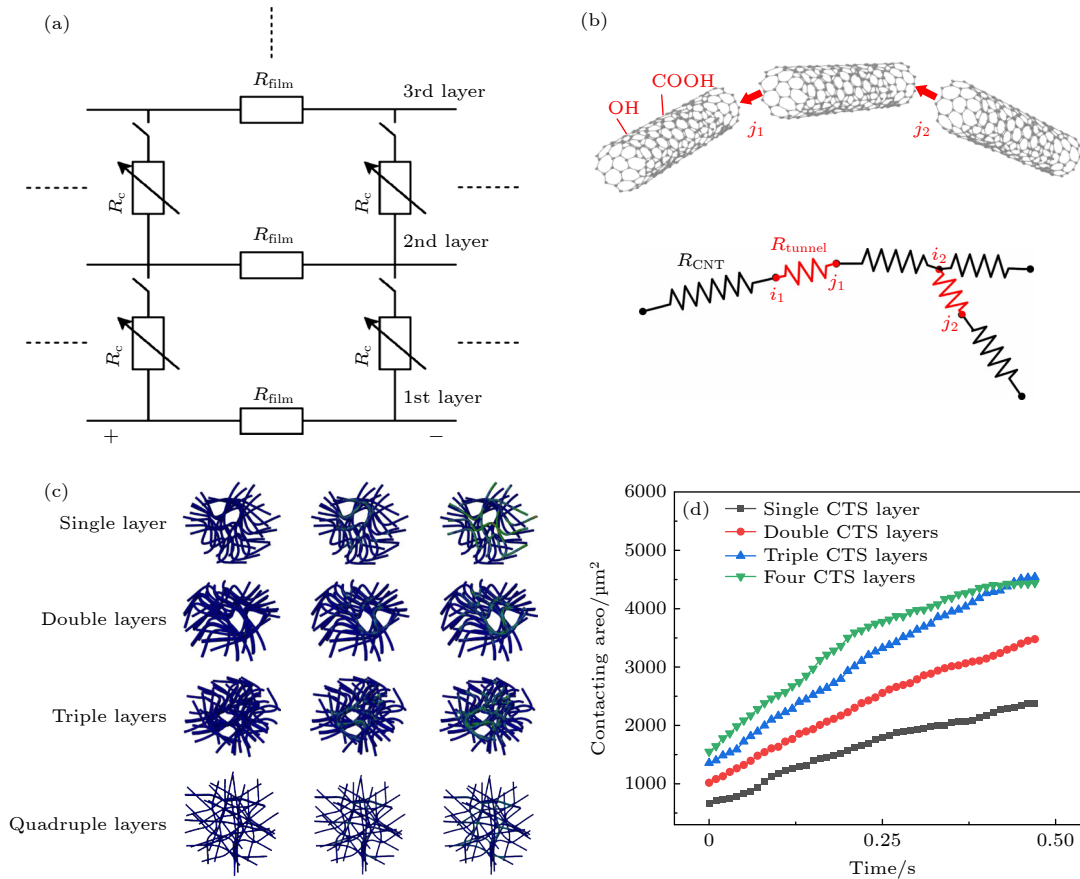 (a)
R_film
3rd layer
R_c
R_c
R_film
2nd layer
R_c
R_c
R_film
1st layer
+
−
(b)
COOH
OH
j_1
j_2
R_CNT
R_tunnel
i_1
j_1
i_2
j_2
(c)
Single layer
Double layers
Triple layers
Quadruple layers
(d)
Single CTS layer
Double CTS layers
Triple CTS layers
Four CTS layers
6000
5000
4000
3000
2000
1000
Contacting areo/μm²
0
0.25
0.50
Time/s